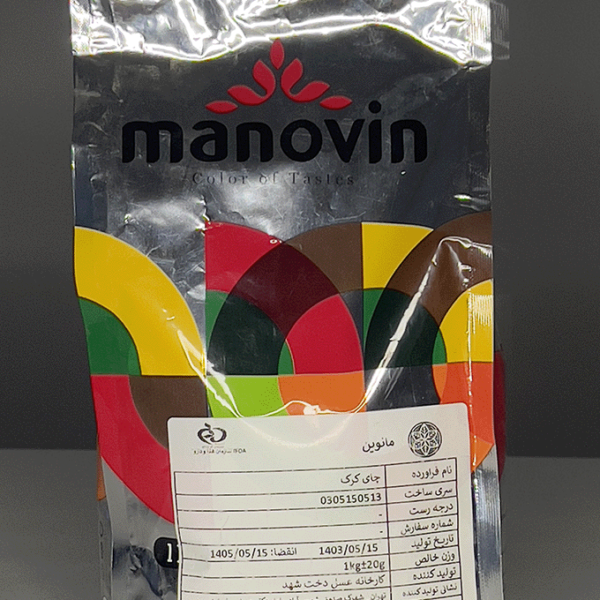 manovin
Color of Tastes
مانوین
نام فراورده چای کرک
سری ساخت 0305150513
درجه رست -
شماره سفارش -
تاریخ تولید 1403/05/15 انقضا: 1405/05/15
وزن خالص 1kg±20g
تولید کننده کارخانه عسل دخت شهد
نشانی تولیدکننده تهران